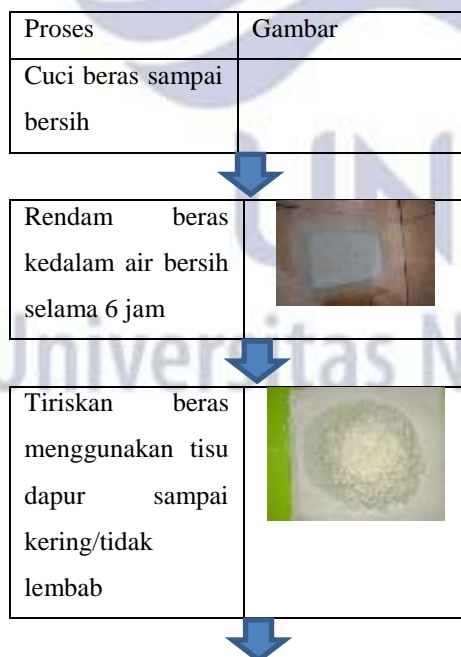 Proses Gambar
Cuci beras sampai
bersih
Rendam beras
kedalam air bersih
selama 6 jam
Universitas N
Tiriskan beras
menggunakan tisu
dapur sampai
kering/tidak
lembab